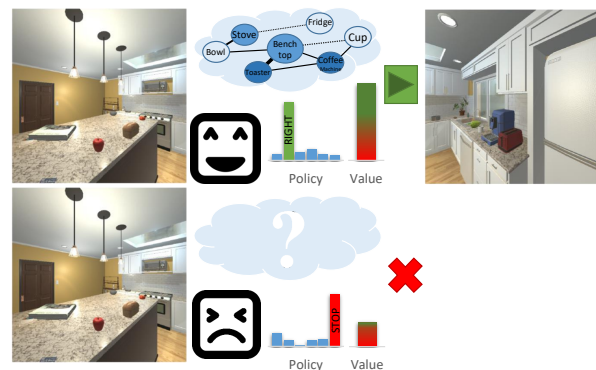 Fridge
Stove
Cup
Bowl
Bench
top
Coffee
Machine
Toaster
RIGHT
Policy
Value
?
STOP
Policy
Value